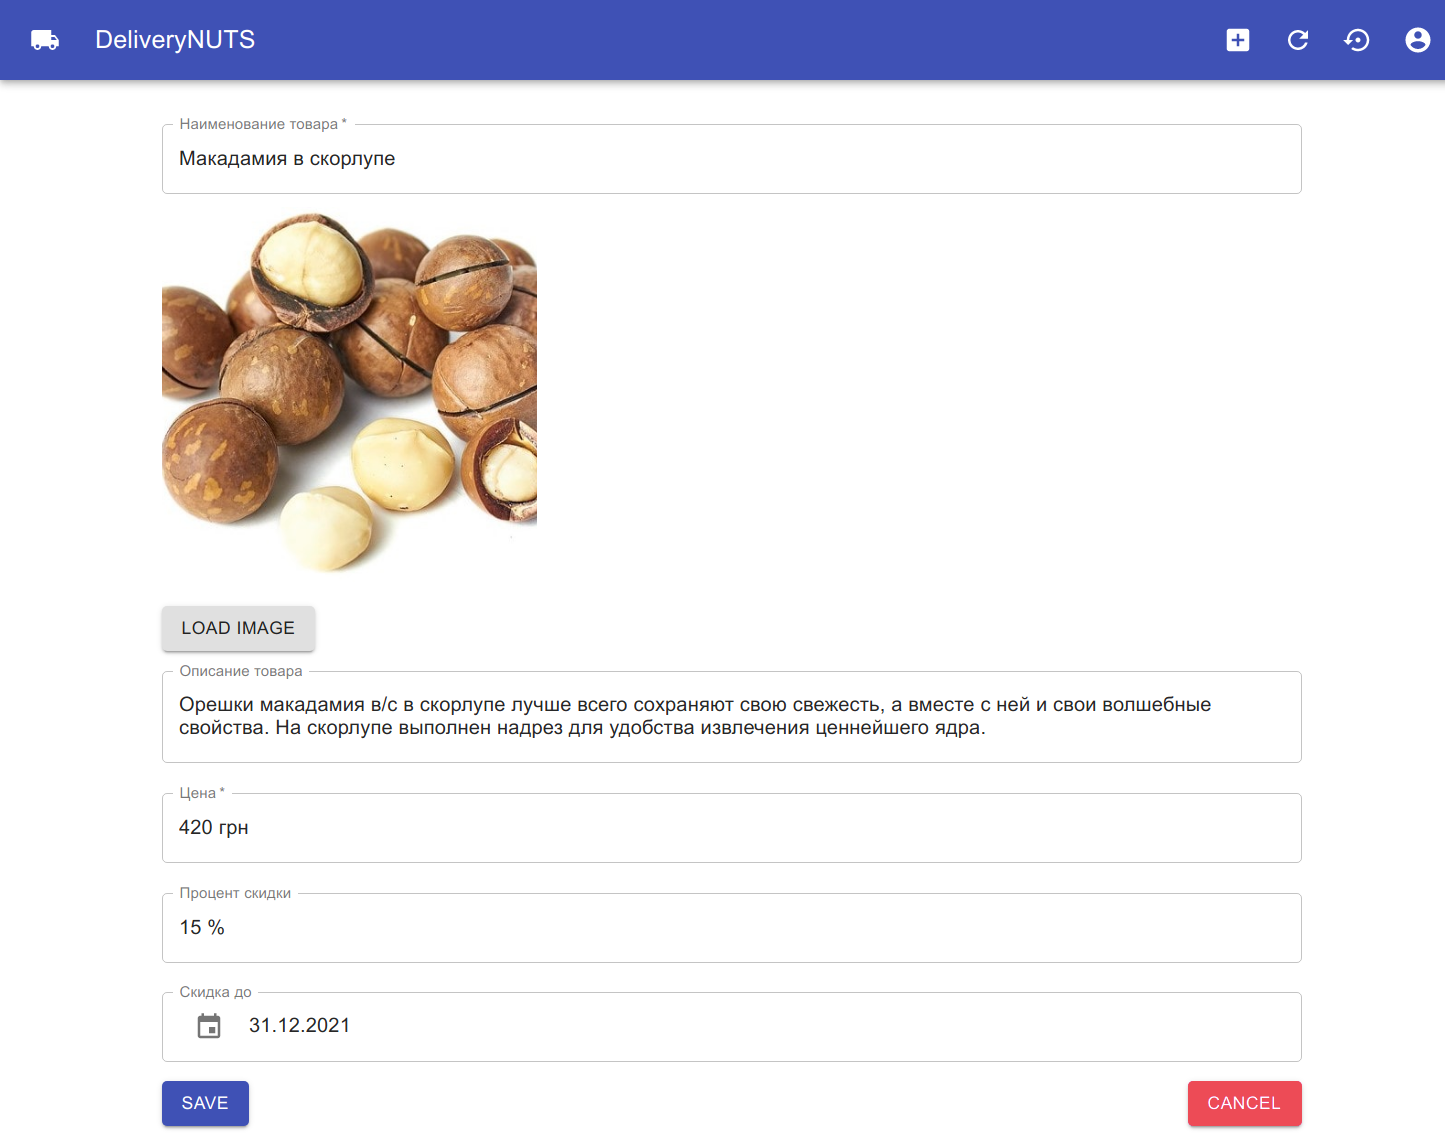 DeliveryNUTS
Наименование товара *
Макадамия в скорлупе
LOAD IMAGE
Описание товара
Орешки макадамия в/с в скорлупе лучше всего сохраняют свою свежесть, а вместе с ней и свои волшебные
свойства. На скорлупе выполнен надрез для удобства извлечения ценнейшего ядра.
Цена *
420 грн
Процент скидки
15 %
Скидка до
31.12.2021
SAVE
CANCEL